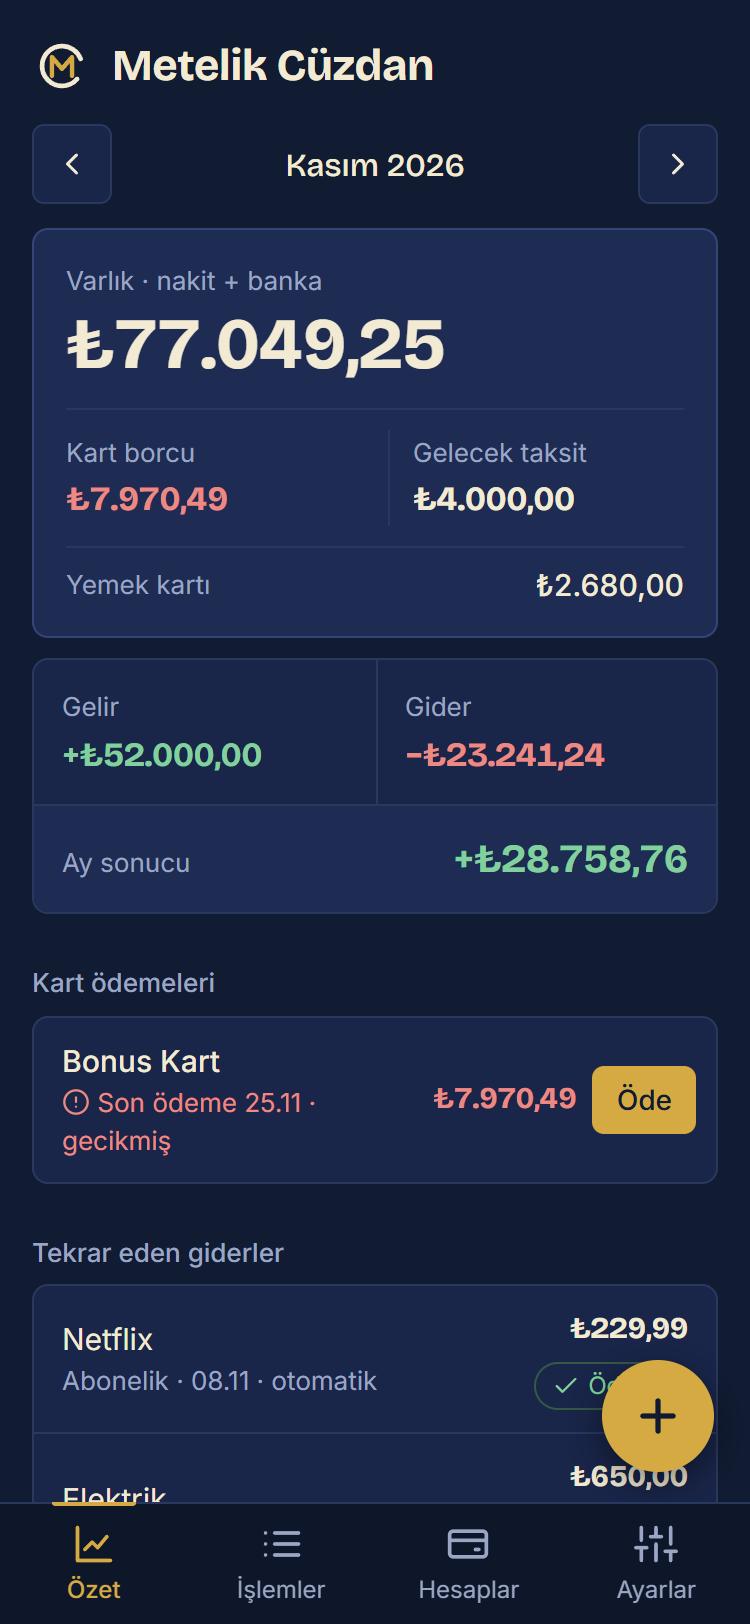 Metelik Cüzdan
Kasım 2026
Varlık · nakit + banka
₺77.049,25
Kart borcu
₺7.970,49
Gelecek taksit
₺4.000,00
Yemek kartı
₺2.680,00
Gelir
+₺52.000,00
Gider
−₺23.241,24
Ay sonucu
+₺28.758,76
Kart ödemeleri
Bonus Kart
Son ödeme 25.11 ·
gecikmiş
₺7.970,49
Öde
Tekrar eden giderler
Netflix
₺229,99
Abonelik · 08.11 · otomatik
Elektrik
₺650,00
Özet
İşlemler
Hesaplar
Ayarlar